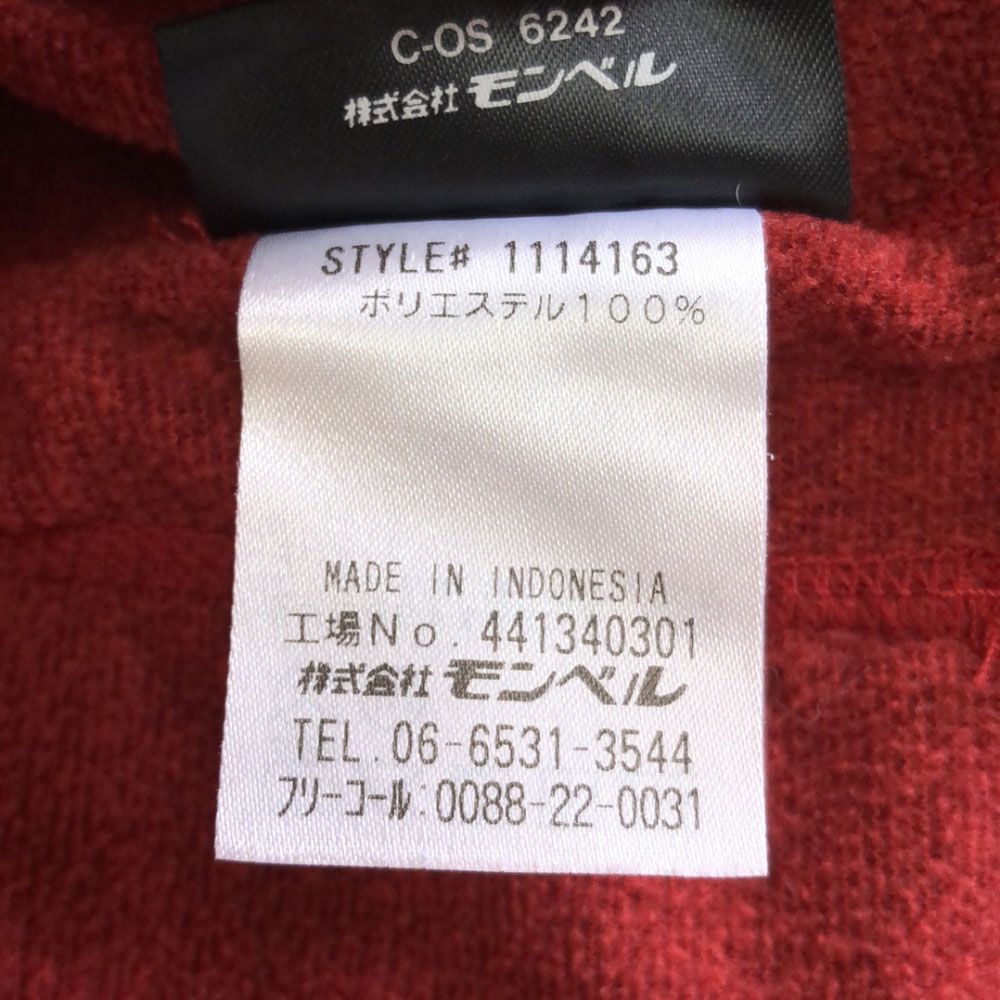 C-OS 6242
株式会社 モンベル
STYLE# 1114163
ポリエステル100%
MADE IN INDONESIA
工場No. 441340301
株式会社 モンベル
TEL. 06-6531-3544
フリーコール:0088-22-0031